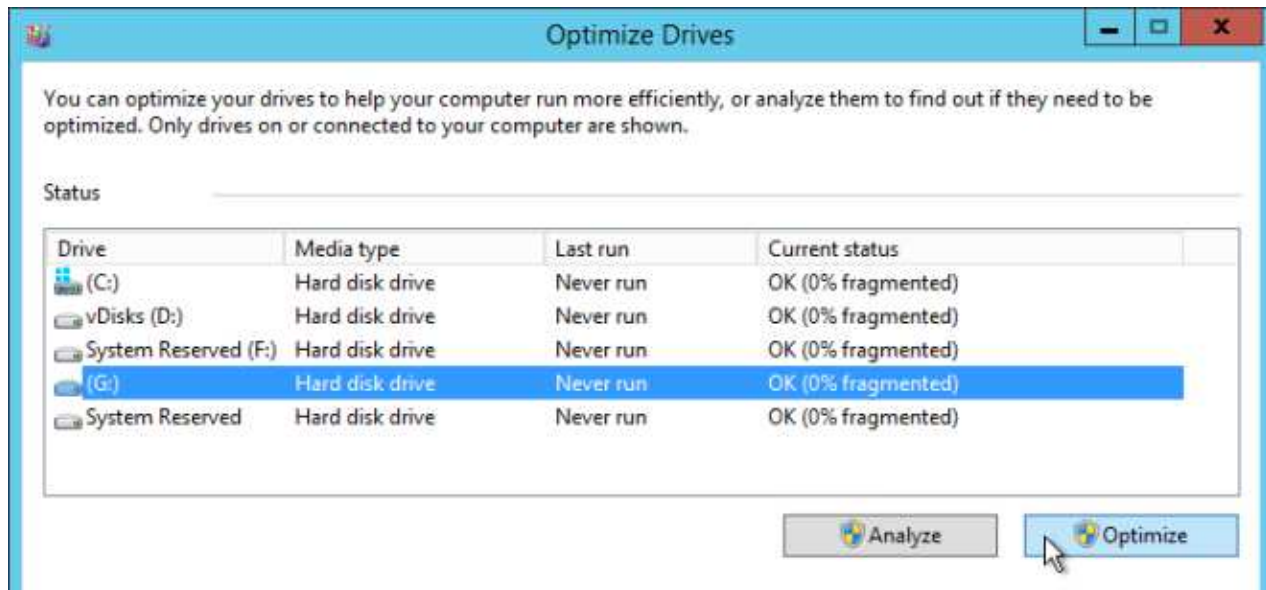 Optimize Drives
You can optimize your drives to help your computer run more efficiently, or analyze them to find out if they need to be
optimized. Only drives on or connected to your computer are shown.
Status
Drive Media type Last run Current status
(C:) Hard disk drive Never run OK (0% fragmented)
vDisks (D:) Hard disk drive Never run OK (0% fragmented)
System Reserved (F:) Hard disk drive Never run OK (0% fragmented)
(G:) Hard disk drive Never run OK (0% fragmented)
System Reserved Hard disk drive Never run OK (0% fragmented)
Analyze Optimize